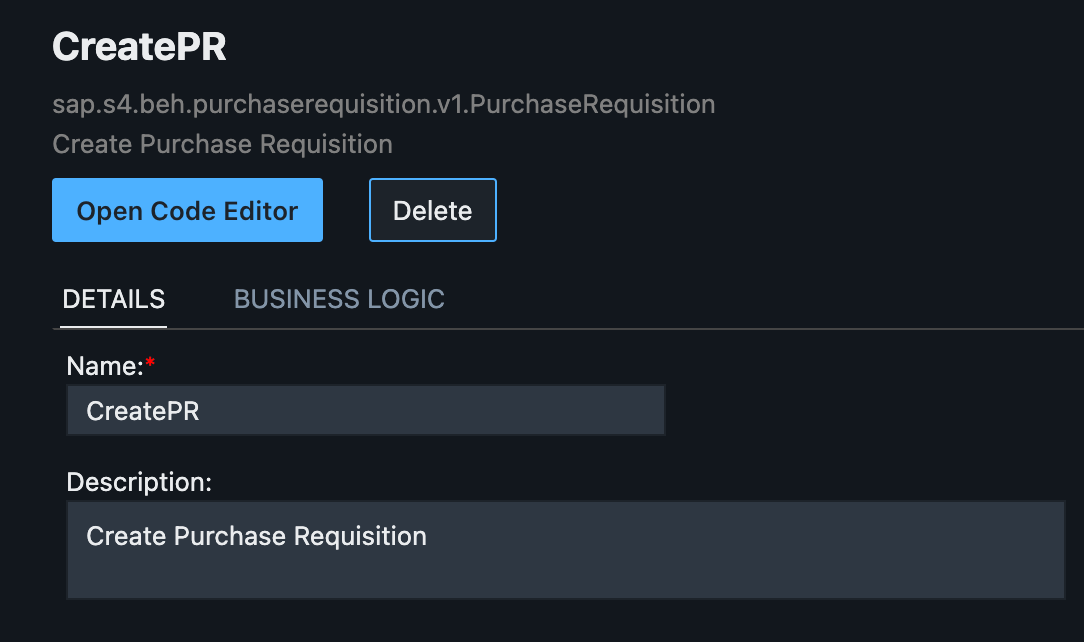 CreatePR
sap.s4.beh.purchaserequisition.v1.PurchaseRequisition
Create Purchase Requisition
Open Code Editor Delete
DETAILS BUSINESS LOGIC
Name:*
CreatePR
Description:
Create Purchase Requisition